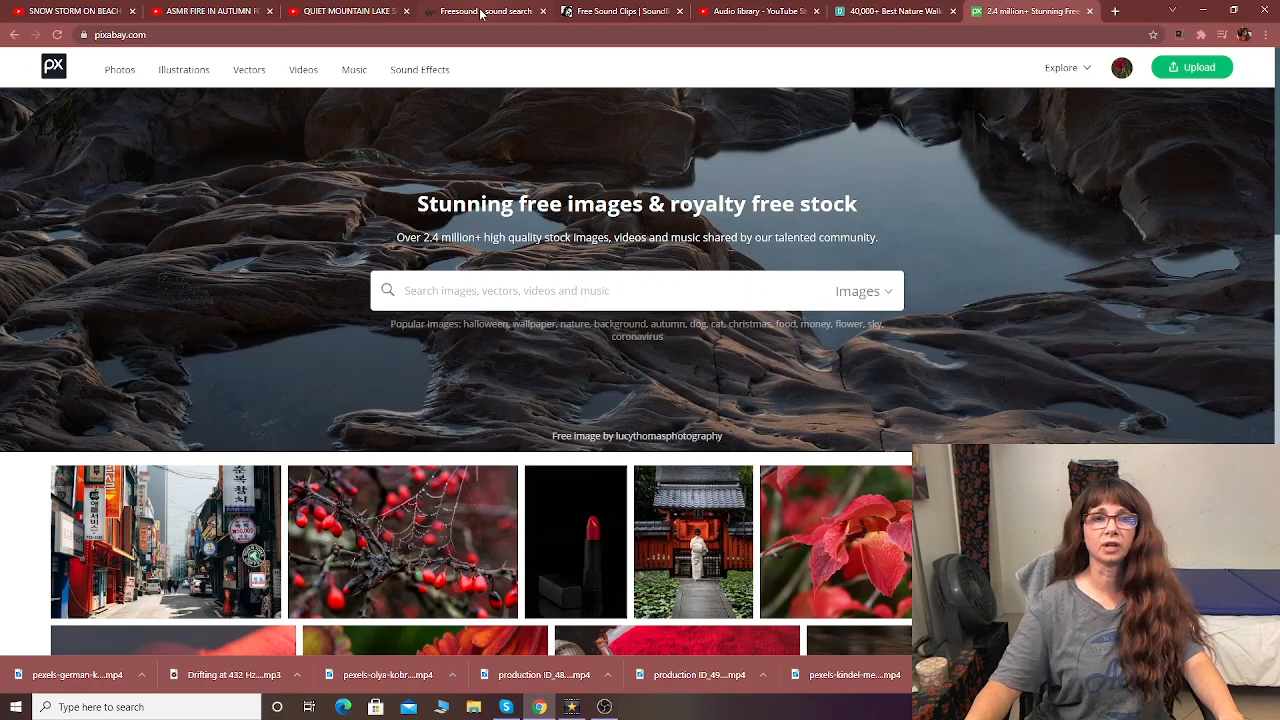 SNOW STORM ON BEACH
ASMR FIRE IN AUTUMN FO
QUIET MOUNTAIN LAKE S
Freesound - sound search
Free Sound Clips | SoundB
Audio library - YouTube St
40,000+ Best Nature Walk
2.4 million+ Stunning Free
pixabay.com
px
Photos
Illustrations
Vectors
Videos
Music
Sound Effects
Explore
Upload
Stunning free images & royalty free stock
Over 2.4 million+ high quality stock images, videos and music shared by our talented community.
Search images, vectors, videos and music
Images
Popular Images: halloween, wallpaper, nature, background, autumn, dog, cat, christmas, food, money, flower, sky,
coronavirus
Free image by lucythomasphotography
pexels-german-k....mp4
Drifting at 432 Hz....mp3
pexels-olya-kobr....mp4
production ID_48....mp4
production ID_49....mp4
pexels-kindel-me....mp4
Type here to search